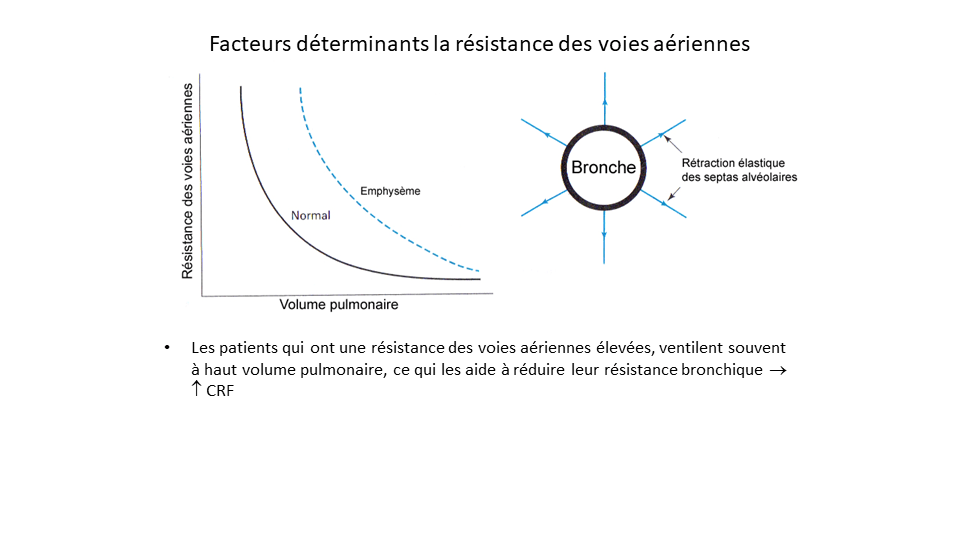 Facteurs déterminants la résistance des voies aériennes
Résistance des voies aériennes
Emphysème
Normal
Volume pulmonaire
Bronche
Rétraction élastique
des septas alvéolaires
• Les patients qui ont une résistance des voies aériennes élevées, ventilent souvent
à haut volume pulmonaire, ce qui les aide à réduire leur résistance bronchique →
↑ CRF